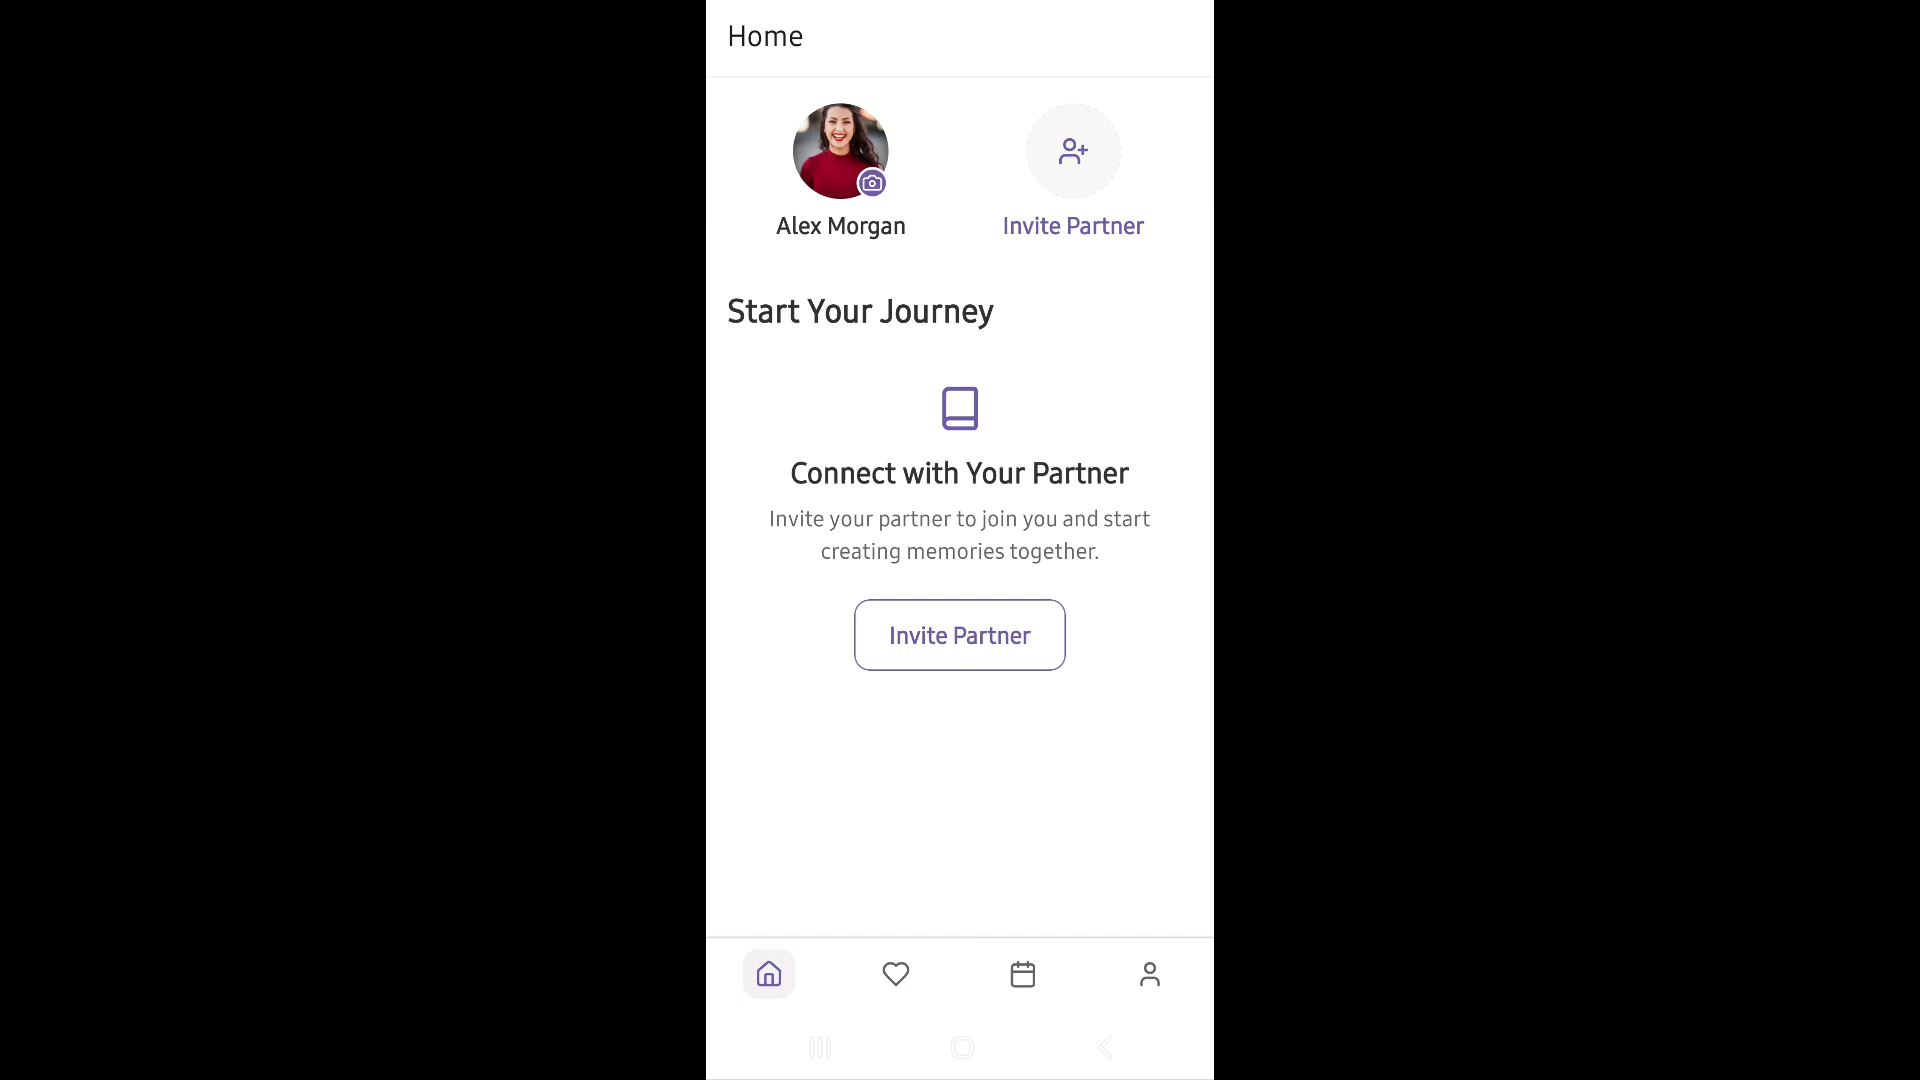 Home
Alex Morgan
Invite Partner
Start Your Journey
Connect with Your Partner
Invite your partner to join you and start
creating memories together.
Invite Partner